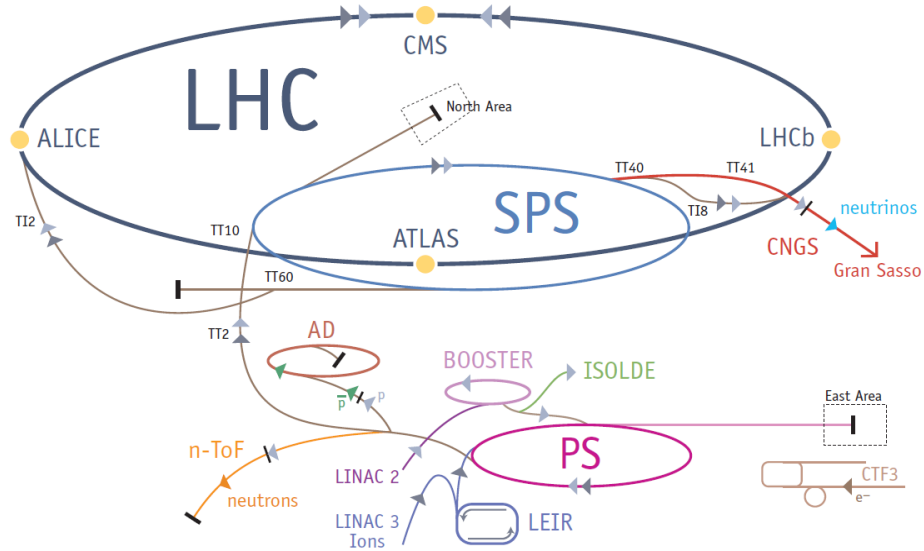 CMS
LHC
North Area
ALICE
LHCb
TT40
TT41
SPS
TI8
neutrinos
TI2
TT10
ATLAS
CNGS
Gran Sasso
TT60
TT2
AD
BOOSTER
ISOLDE
p
p
East Area
n-ToF
PS
LINAC 2
CTF3
neutrons
e−
LINAC 3
Ions
LEIR